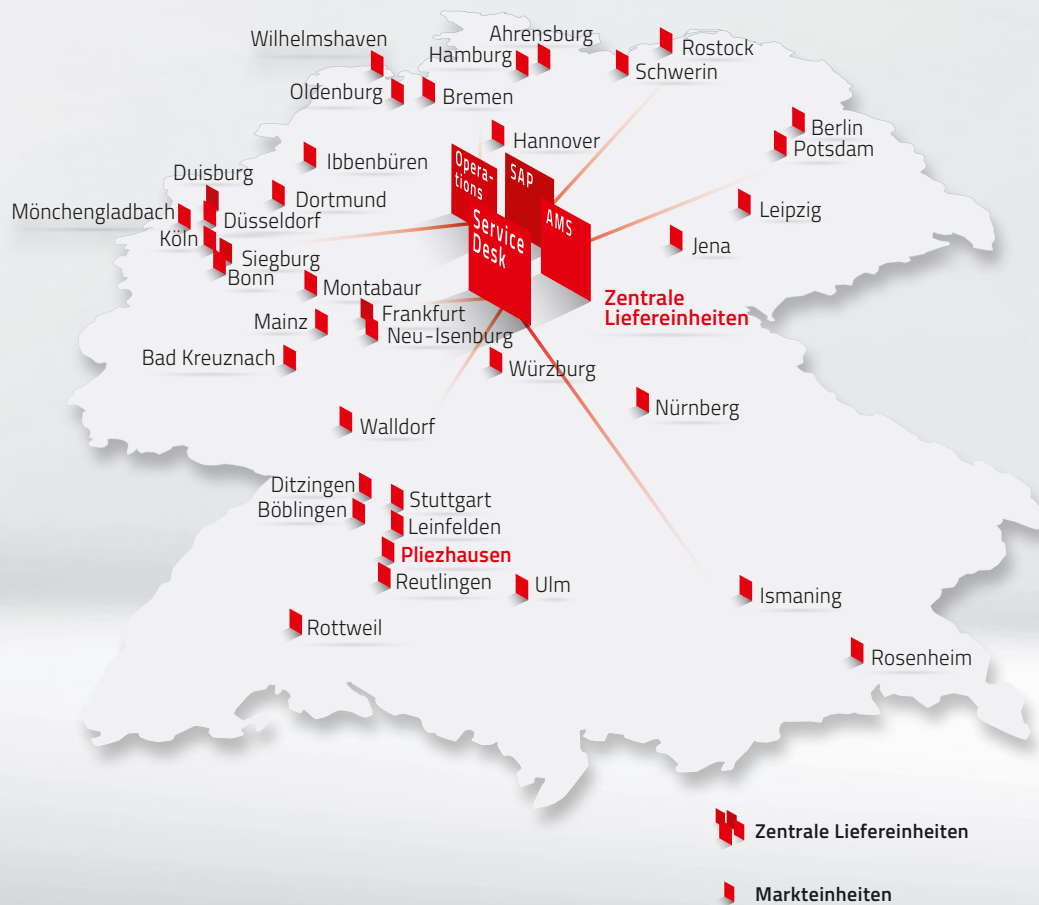 Ahrensburg
Wilhelmshaven
Hamburg
Rostock
Schwerin
Oldenburg
Bremen
Berlin
Hannover
Potsdam
Ibbenbüren
Opera-
tions
SAP
Duisburg
Dortmund
Mönchengladbach
Düsseldorf
Leipzig
AMS
Service
Desk
Köln
Jena
Siegburg
Bonn
Montabaur
Zentrale
Liefereinheiten
Frankfurt
Mainz
Neu-Isenburg
Bad Kreuznach
Würzburg
Nürnberg
Walldorf
Ditzingen
Stuttgart
Böblingen
Leinfelden
Pliezhausen
Reutlingen
Ulm
Ismaning
Rottweil
Rosenheim
Zentrale Liefereinheiten
Markteinheiten